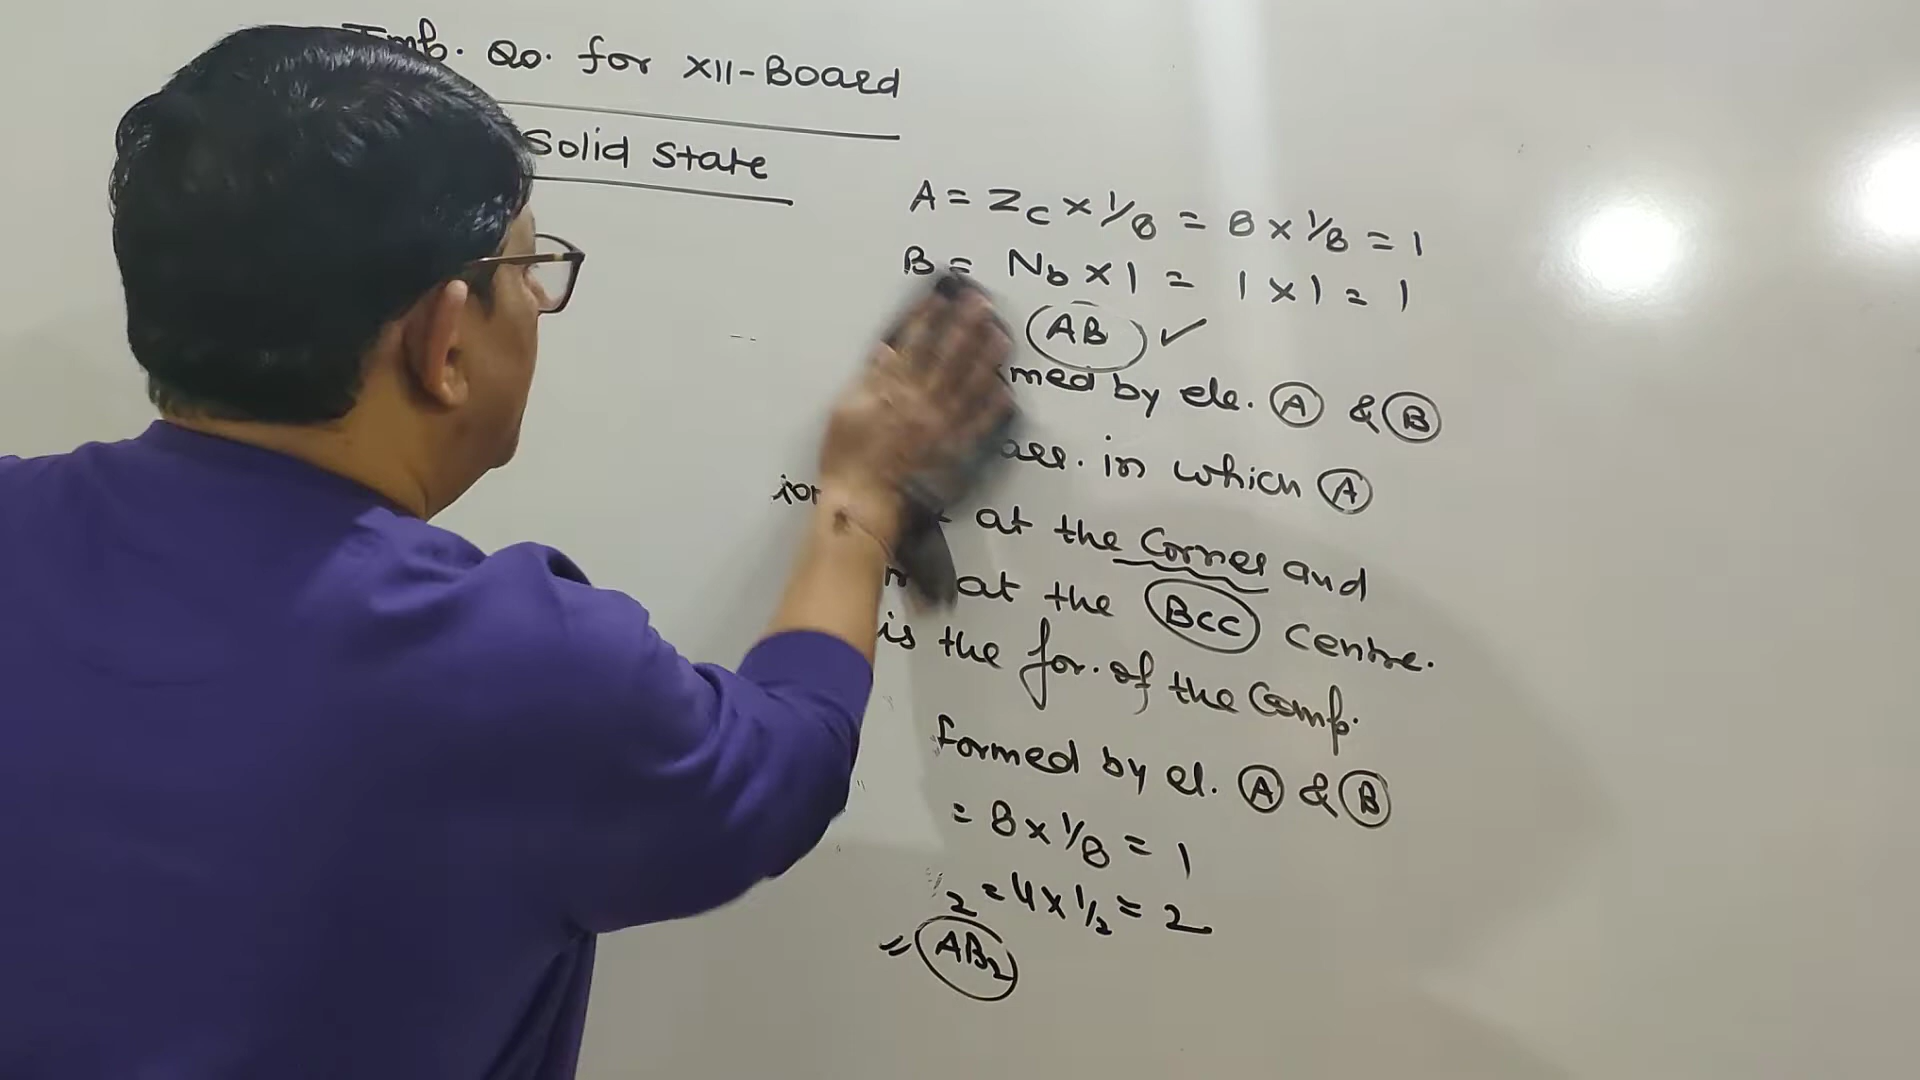 Imp. Qo. for XII-Board
Solid State
A = Zc × 1/8 = 8 × 1/8 = 1
B = Nb × 1 = 1 × 1 = 1
AB ✓
med by ele. A & B
in which A
ion at the Corner and
at the BCC centre.
is the for. of the Comp.
formed by el. A & B
= 8 × 1/8 = 1
2 = 4 × 1/2 = 2
= AB2